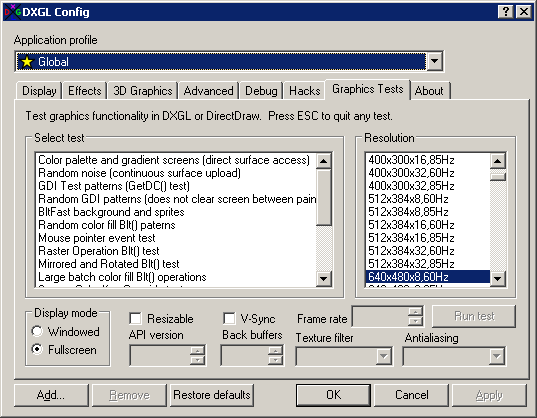 DXGL Config
Application profile
Global
Display Effects 3D Graphics Advanced Debug Hacks Graphics Tests About
Test graphics functionality in DXGL or DirectDraw. Press ESC to quit any test.
Select test
Color palette and gradient screens (direct surface access)
Random noise (continuous surface upload)
GDI Test patterns (GetDC() test)
Random GDI patterns (does not clear screen between pain
BltFast background and sprites
Random color fill Blt() paterns
Mouse pointer event test
Raster Operation Blt() test
Mirrored and Rotated Blt() test
Large batch color fill Blt() operations
Resolution
400x300x16,85Hz
400x300x32,60Hz
400x300x32,85Hz
512x384x8,60Hz
512x384x8,85Hz
512x384x16,60Hz
512x384x16,85Hz
512x384x32,60Hz
512x384x32,85Hz
640x480x8,60Hz
Display mode
Windowed
Fullscreen
Resizable
V-Sync
Frame rate
Run test
API version
Back buffers
Texture filter
Antialiasing
Add...
Remove
Restore defaults
OK
Cancel
Apply